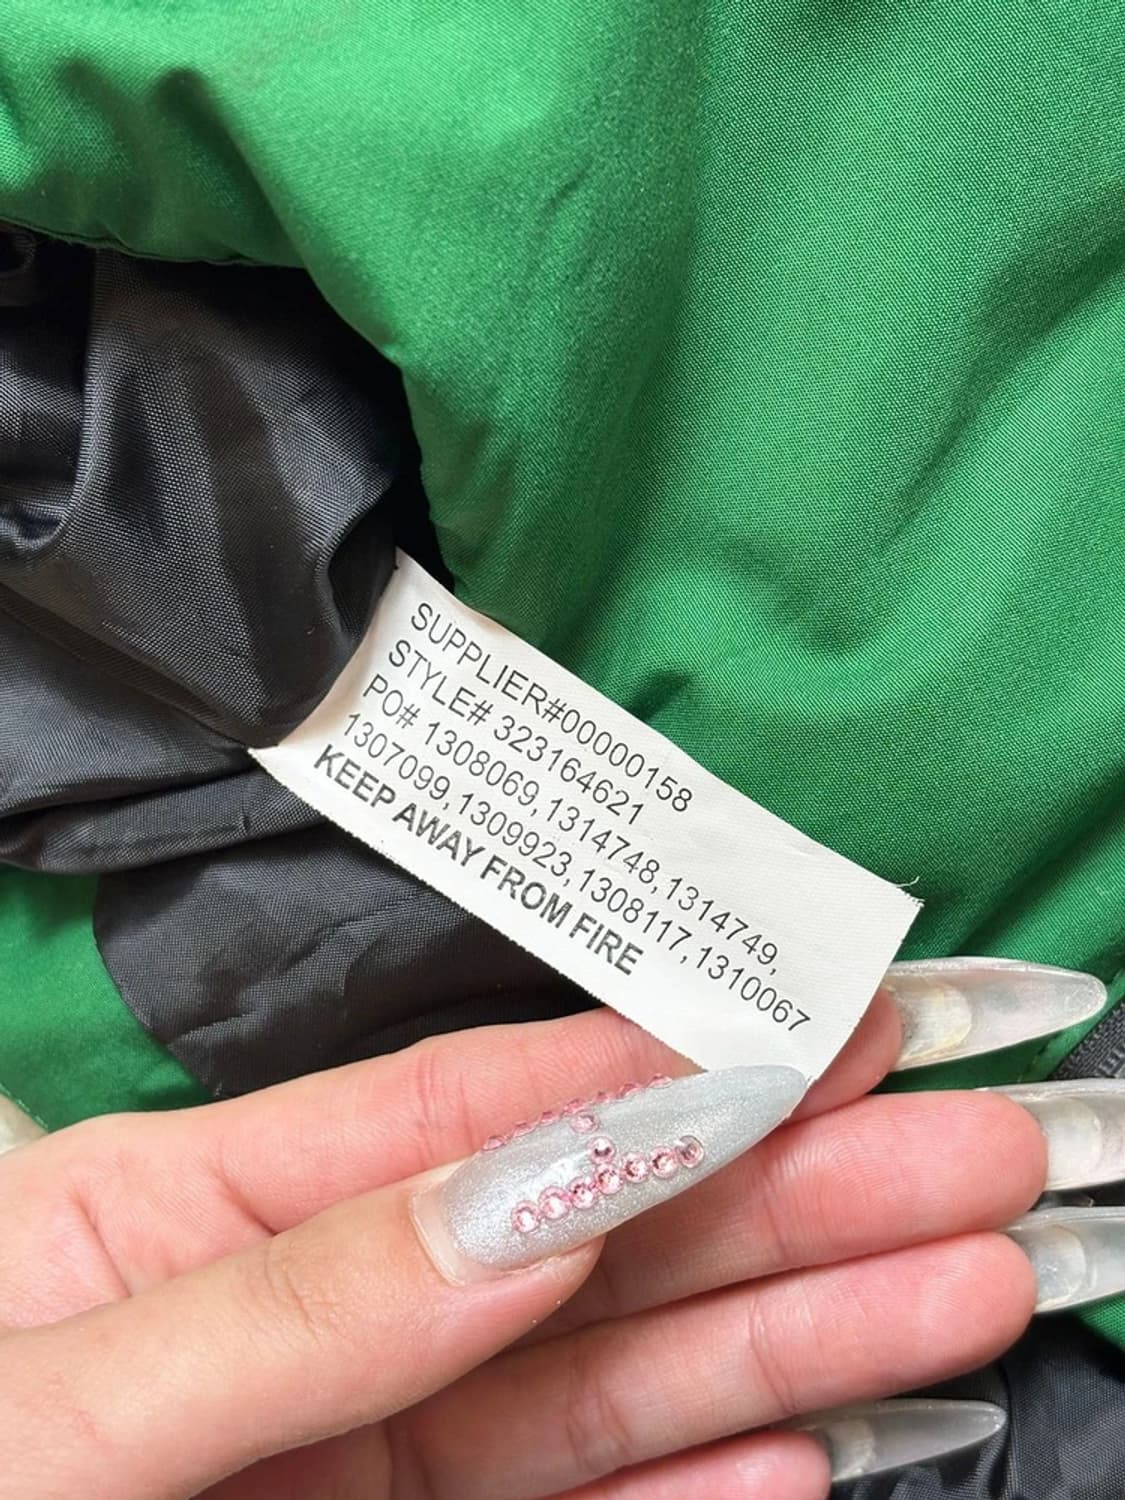 SUPPLIER#00000158
STYLE# 323164621
PO# 1308069,1314748,1314749,
1307099,1309923,1308117,1310067
KEEP AWAY FROM FIRE